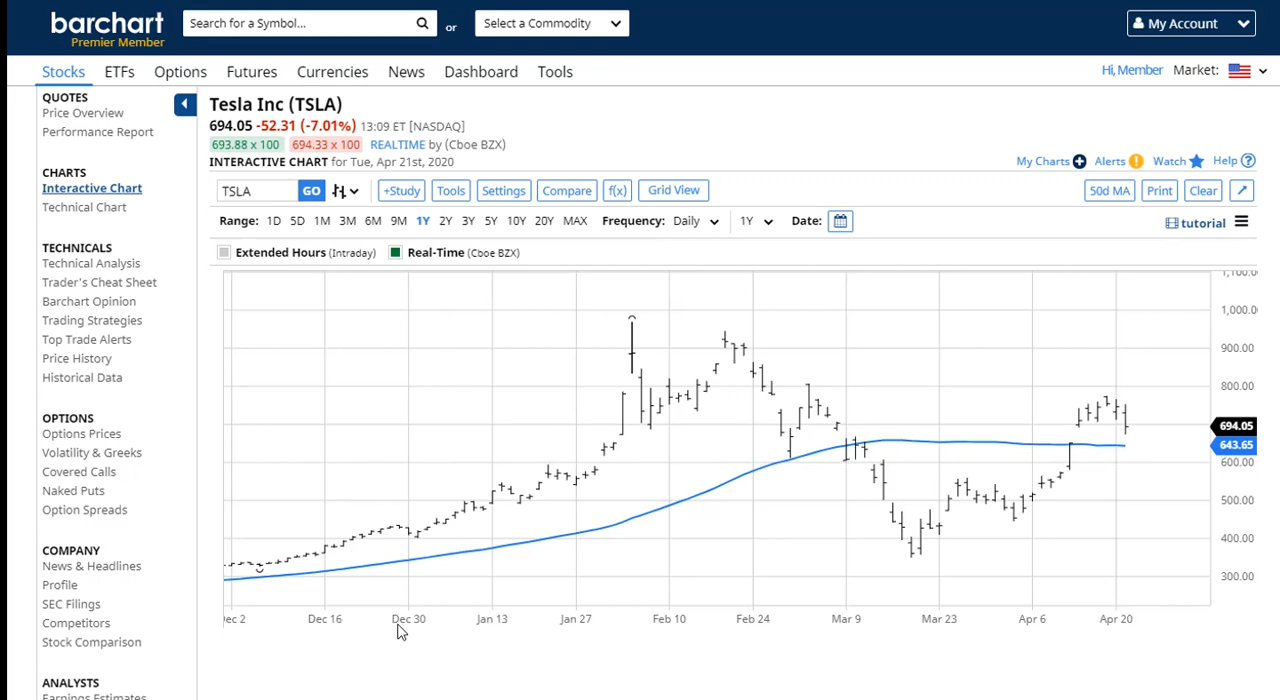 barchart
Premier Member
Search for a Symbol...
or
Select a Commodity
My Account
Stocks ETFs Options Futures Currencies News Dashboard Tools
Hi, Member Market:
QUOTES
Price Overview
Performance Report
CHARTS
Interactive Chart
Technical Chart
TECHNICALS
Technical Analysis
Trader's Cheat Sheet
Barchart Opinion
Trading Strategies
Top Trade Alerts
Price History
Historical Data
OPTIONS
Options Prices
Volatility & Greeks
Covered Calls
Naked Puts
Option Spreads
COMPANY
News & Headlines
Profile
SEC Filings
Competitors
Stock Comparison
ANALYSTS
Earnings Estimates
Tesla Inc (TSLA)
694.05 -52.31 (-7.01%) 13:09 ET [NASDAQ]
693.88 x 100 694.33 x 100 REALTIME by (Cboe BZX)
INTERACTIVE CHART for Tue, Apr 21st, 2020
My Charts Alerts Watch Help
TSLA GO +Study Tools Settings Compare f(x) Grid View 50d MA Print Clear
Range: 1D 5D 1M 3M 6M 9M 1Y 2Y 3Y 5Y 10Y 20Y MAX Frequency: Daily 1Y Date:
tutorial
Extended Hours (Intraday) Real-Time (Cboe BZX)
1,100.0
1,000.0
900.00
800.00
694.05
643.65
600.00
500.00
400.00
300.00
Dec 2 Dec 16 Dec 30 Jan 13 Jan 27 Feb 10 Feb 24 Mar 9 Mar 23 Apr 6 Apr 20